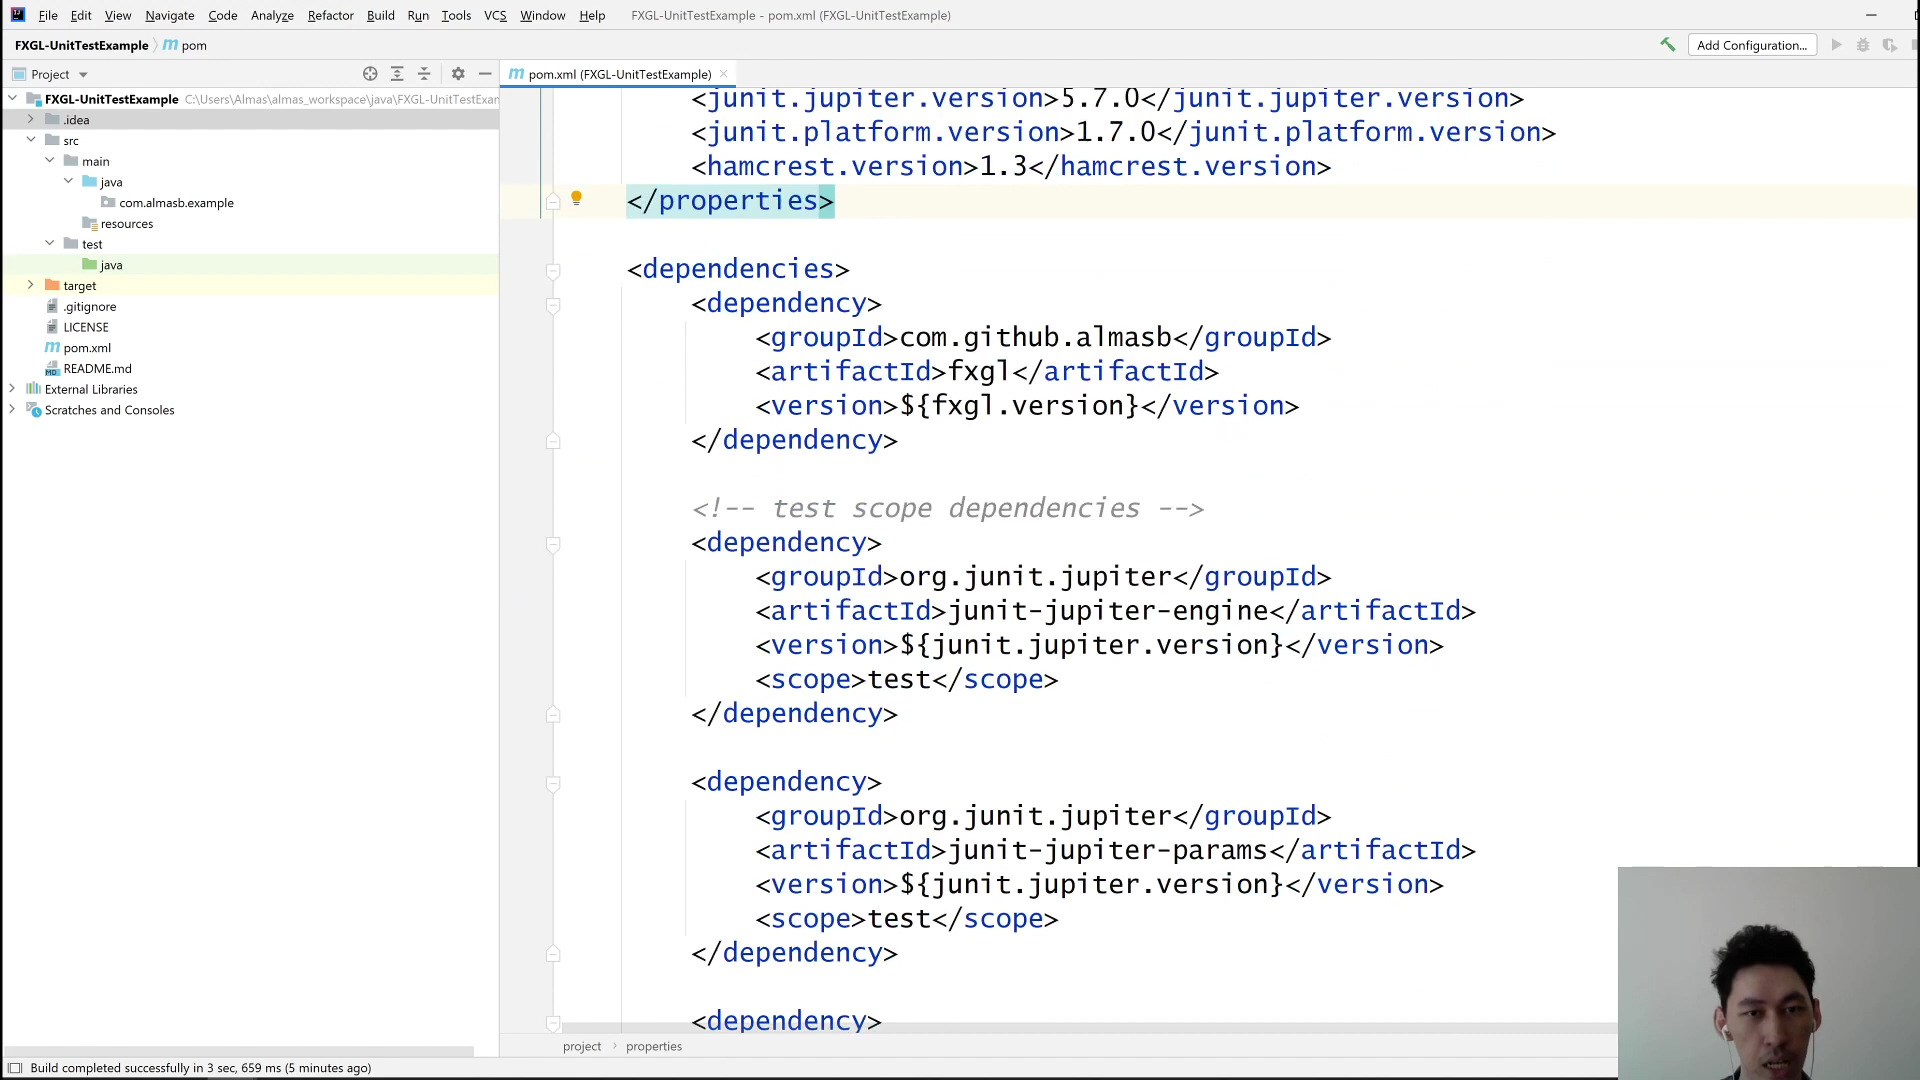 File Edit View Navigate Code Analyze Refactor Build Run Tools VCS Window Help FXGL-UnitTestExample - pom.xml (FXGL-UnitTestExample)
FXGL-UnitTestExample pom
Add Configuration...
Project
pom.xml (FXGL-UnitTestExample)
FXGL-UnitTestExample C:\Users\Almas\almas_workspace\java\FXGL-UnitTestExar
.idea
src
main
java
com.almasb.example
resources
test
java
target
.gitignore
LICENSE
pom.xml
README.md
External Libraries
Scratches and Consoles
<junit.jupiter.version>5.7.0</junit.jupiter.version>
<junit.platform.version>1.7.0</junit.platform.version>
<hamcrest.version>1.3</hamcrest.version>
</properties>
<dependencies>
<dependency>
<groupId>com.github.almasb</groupId>
<artifactId>fxgl</artifactId>
<version>${fxgl.version}</version>
</dependency>
<!-- test scope dependencies -->
<dependency>
<groupId>org.junit.jupiter</groupId>
<artifactId>junit-jupiter-engine</artifactId>
<version>${junit.jupiter.version}</version>
<scope>test</scope>
</dependency>
<dependency>
<groupId>org.junit.jupiter</groupId>
<artifactId>junit-jupiter-params</artifactId>
<version>${junit.jupiter.version}</version>
<scope>test</scope>
</dependency>
<dependency>
project properties
Build completed successfully in 3 sec, 659 ms (5 minutes ago)